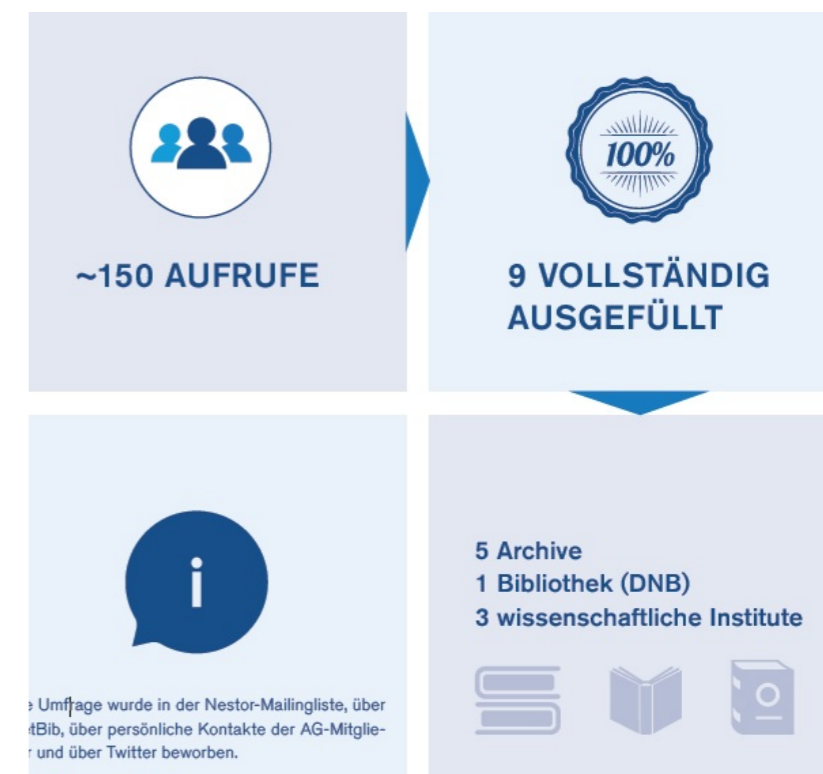 ~150 AUFRUFE
100%
9 VOLLSTÄNDIG
AUSGEFÜLLT
i
Umfrage wurde in der Nestor-Mailingliste, über
tBib, über persönliche Kontakte der AG-Mitglie-
und über Twitter beworben.
5 Archive
1 Bibliothek (DNB)
3 wissenschaftliche Institute